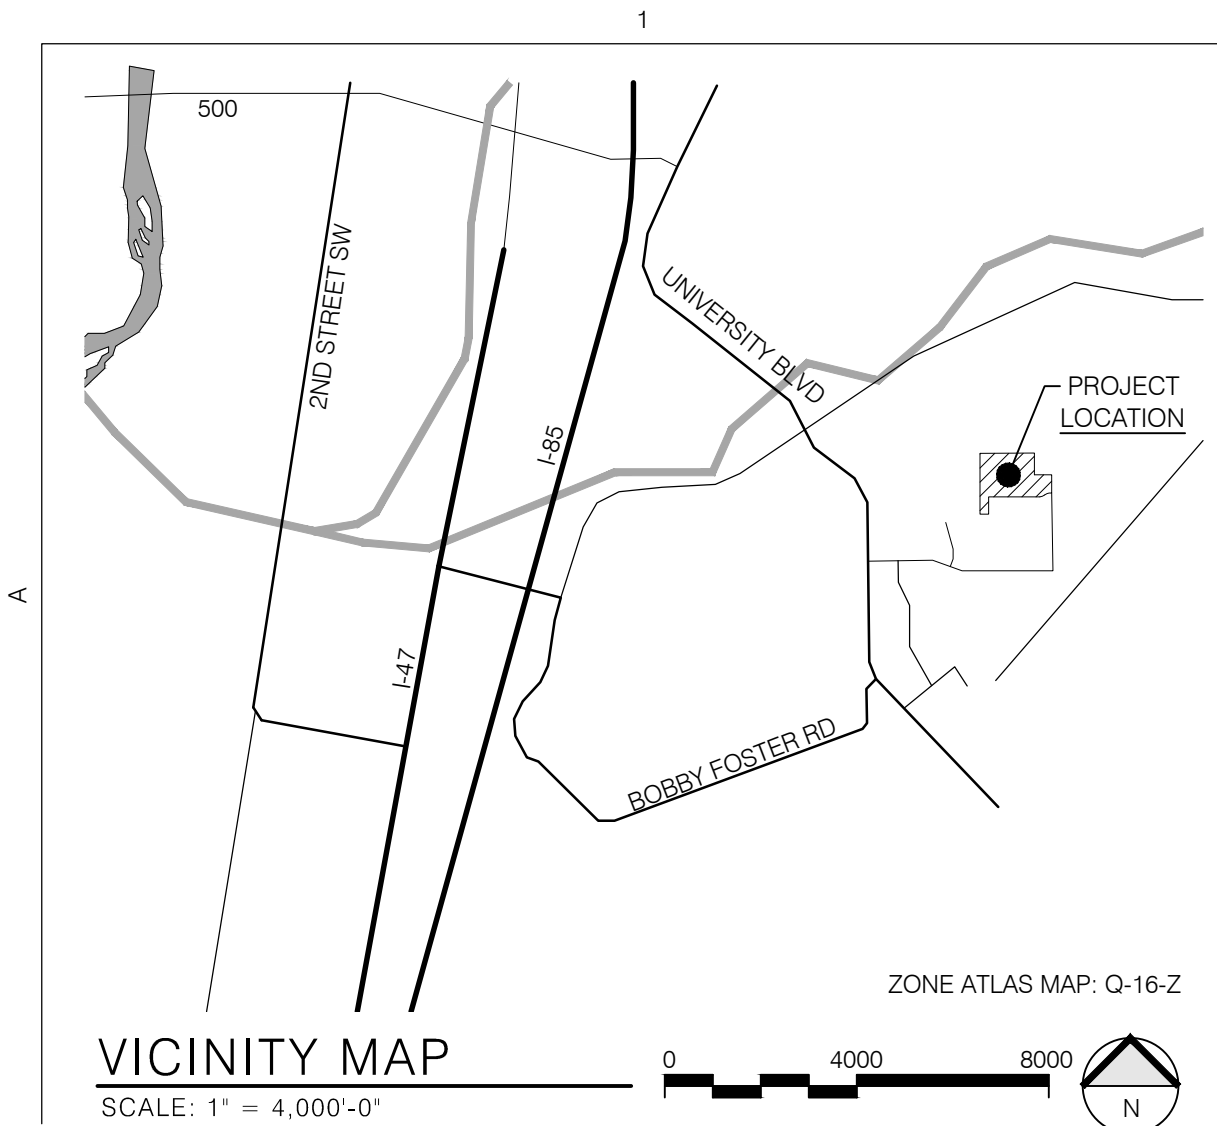 1
500
2ND STREET SW
UNIVERSITY BLVD
PROJECT
LOCATION
I-85
A
I-47
BOBBY FOSTER RD
ZONE ATLAS MAP: Q-16-Z
VICINITY MAP
SCALE: 1" = 4,000'-0"
0 4000 8000
N